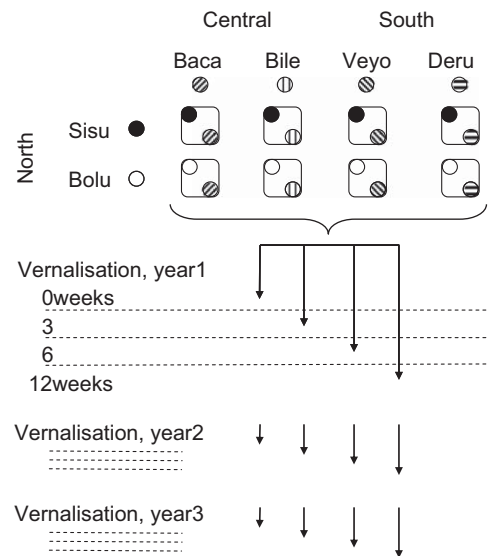 Central South
Baca Bile Veyo Deru
North
Sisu
Bolu
Vernalisation, year1
0weeks
3
6
12weeks
Vernalisation, year2
Vernalisation, year3